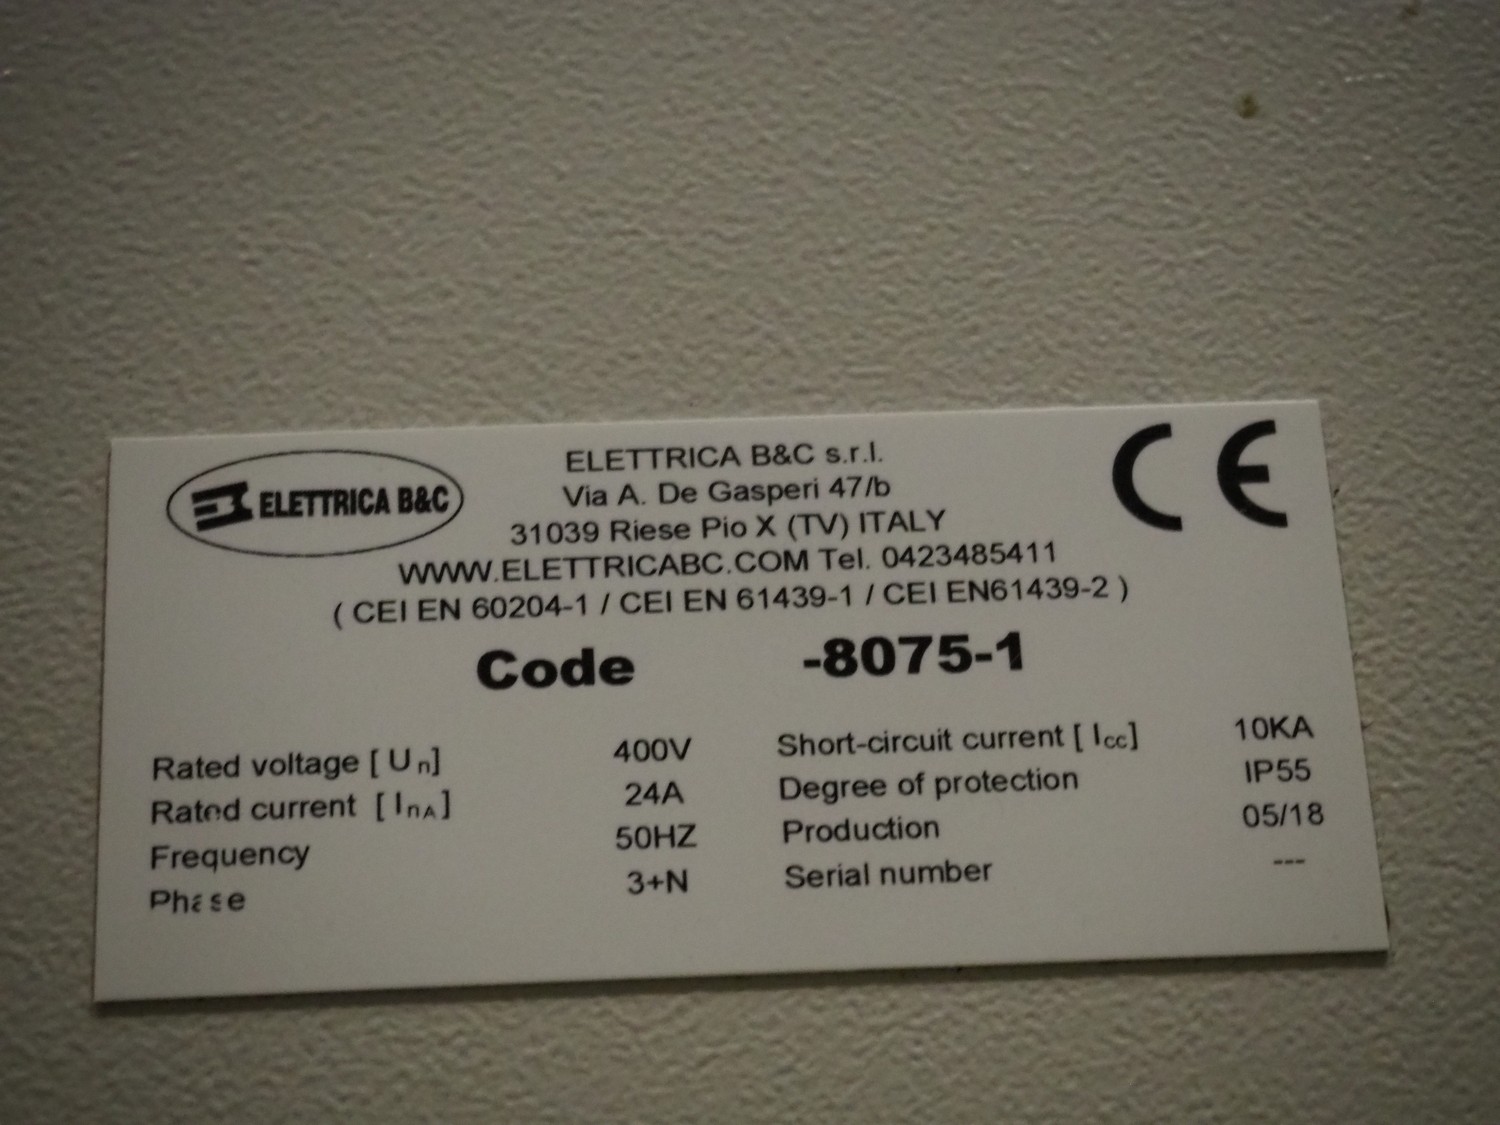 ELETTRICA B&C
ELETTRICA B&C s.r.l.
Via A. De Gasperi 47/b
31039 Riese Pio X (TV) ITALY
WWW.ELETTRICABC.COM Tel. 0423485411
( CEI EN 60204-1 / CEI EN 61439-1 / CEI EN61439-2 )
CE
Code -8075-1
Rated voltage [ Un] 400V
Rated current [ InA] 24A
Frequency 50HZ
Phase 3+N
Short-circuit current [ Icc] 10KA
Degree of protection IP55
Production 05/18
Serial number ---